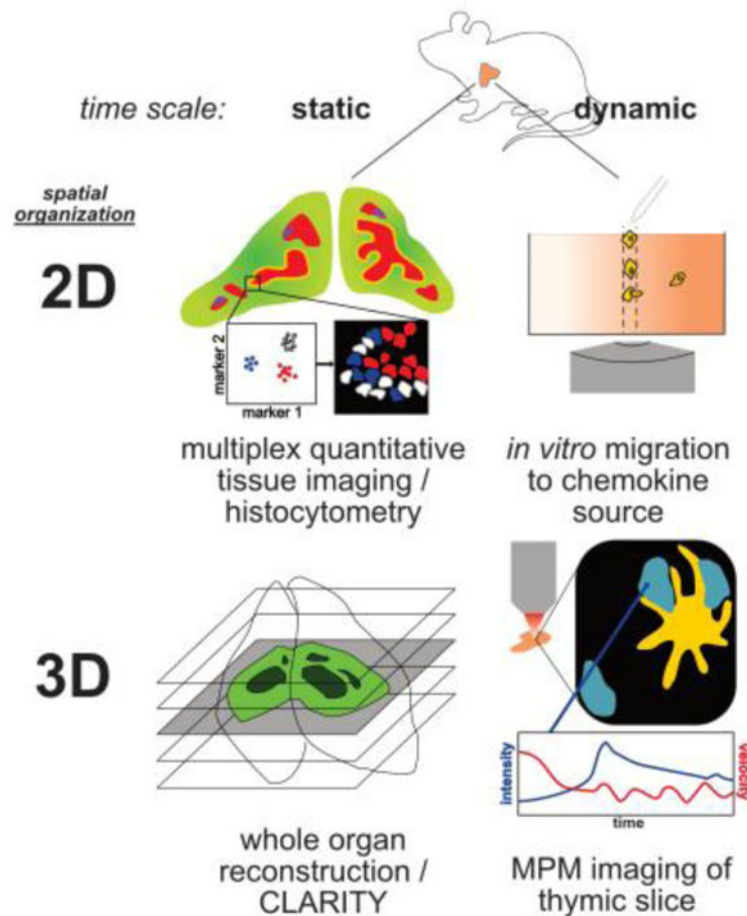 time scale: static dynamic
spatial
organization
2D
marker 2
marker 1
multiplex quantitative
tissue imaging /
histocytometry
in vitro migration
to chemokine
source
3D
intensity
velocity
time
whole organ
reconstruction /
CLARITY
MPM imaging of
thymic slice